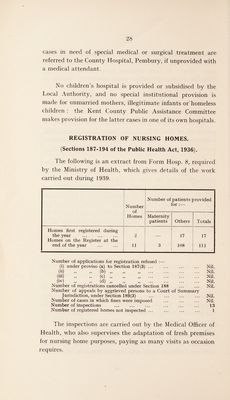 28
cases in need of special medical or surgical treatment are
referred to the County Hospital, Pembury, if unprovided with
a medical attendant.
No children's hospital is provided or subsidised by the
Local Authority, and no special institutional provision is
made for unmarried mothers, illegitimate infants or homeless
children : the Kent County Public Assistance Committee
makes provision for the latter cases in one of its own hospitals.
REGISTRATION OF NURSING HOMES.
(Sections 187-194 of the Public Health Act, 1936).
The following is an extract from Form Hosp. 8, required
by the Ministry of Health, which gives details of the work
carried out during 1939.
Number of Homes
Number of patients provided for :—
Maternity patients
Others
Totals
Homes first registered during
the year ... ... 2 — 17 17
Homes on the Register at the
end of the year ... ... 11 3 108 111
Number of applications for registration refused :—
(i) under proviso (a) to Section 187(3) ... ... ... Nil.
(ii) „ „ (b) „ „ ... ... ... Nil.
(iii) „ „ (c) „ „ ... ... ... Nil.
(iv) „ „ (d) „ „ ... ... ... Nil.
Number of registrations cancelled under Section 188 ... ... Nil.
Number of appeals by aggrieved persons to a Court of Summary
Jurisdiction, under Section 189(3) ... ... ... Nil.
Number of cases in which fines were imposed ... ... Nil.
Number of inspections ... ... ... ... ... 13
Number of registered homes not inspected ... ... ... 1
The inspections are carried out by the Medical Officer of
Health, who also supervises the adaptation of fresh premises
for nursing home purposes, paying as many visits as occasion
requires.